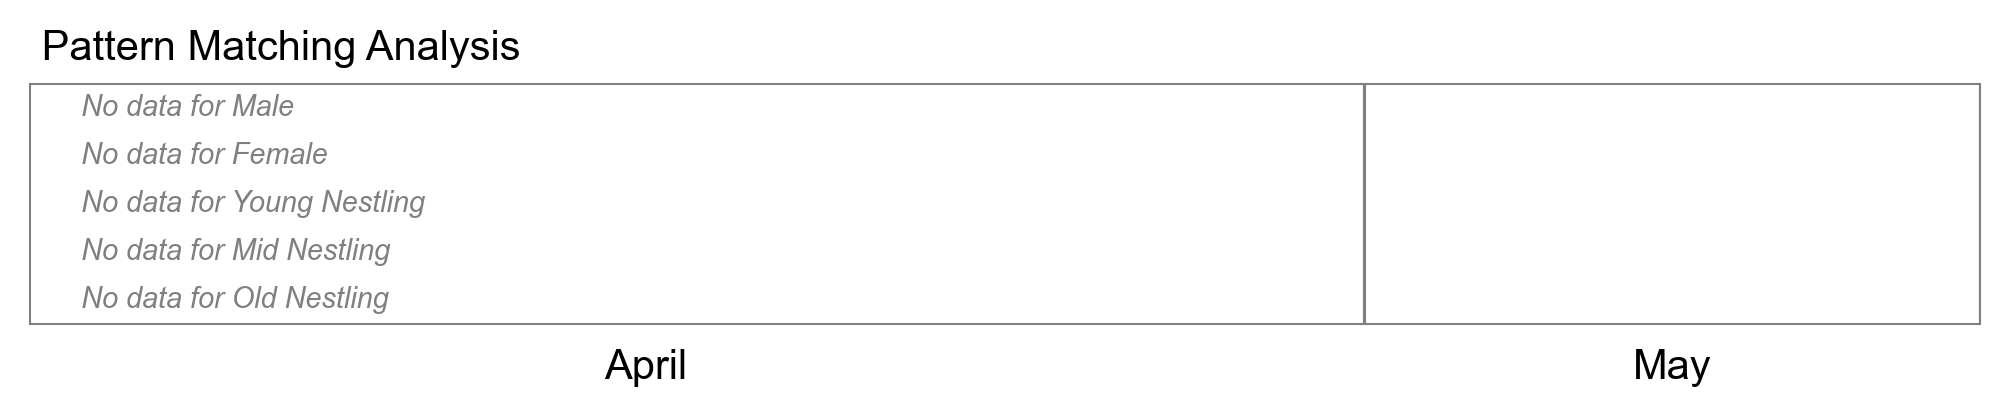 Pattern Matching Analysis
No data for Male
No data for Female
No data for Young Nestling
No data for Mid Nestling
No data for Old Nestling
April
May